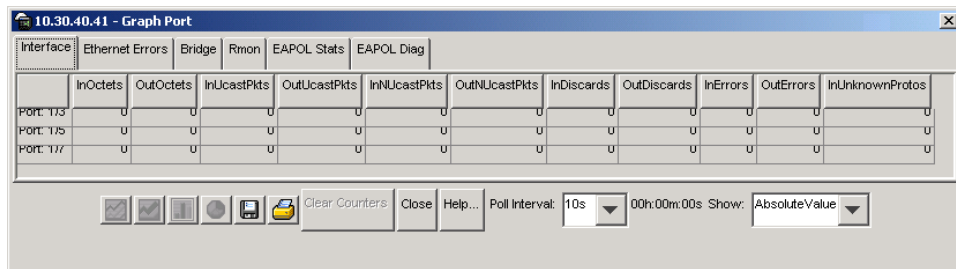 10.30.40.41 - Graph Port
Interface Ethernet Errors Bridge Rmon EAPOL Stats EAPOL Diag
InOctets OutOctets InUcastPkts OutUcastPkts InNUcastPkts OutNUcastPkts InDiscards OutDiscards InErrors OutErrors InUnknownProtos
Port: 1/3 0 0 0 0 0 0 0 0 0 0 0
Port: 1/5 0 0 0 0 0 0 0 0 0 0 0
Port: 1/7 0 0 0 0 0 0 0 0 0 0 0
Clear Counters Close Help... Poll Interval: 10s 00h:00m:00s Show: AbsoluteValue